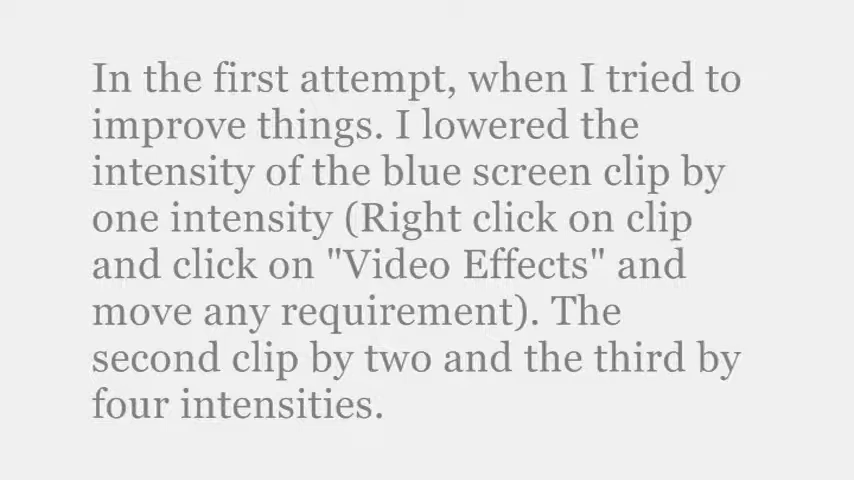 In the first attempt, when I tried to
improve things. I lowered the
intensity of the blue screen clip by
one intensity (Right click on clip
and click on "Video Effects" and
move any requirement). The
second clip by two and the third by
four intensities.